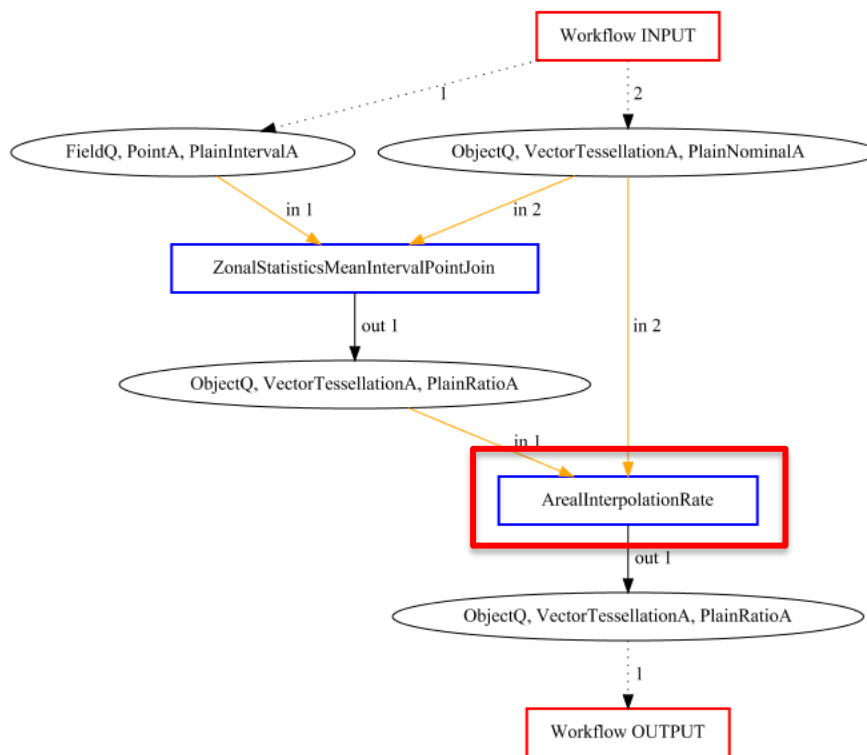 Workflow INPUT
1
2
FieldQ, PointA, PlainIntervalA
ObjectQ, VectorTessellationA, PlainNominalA
in 1
in 2
ZonalStatisticsMeanIntervalPointJoin
out 1
in 2
ObjectQ, VectorTessellationA, PlainRatioA
in 1
ArealInterpolationRate
out 1
ObjectQ, VectorTessellationA, PlainRatioA
1
Workflow OUTPUT